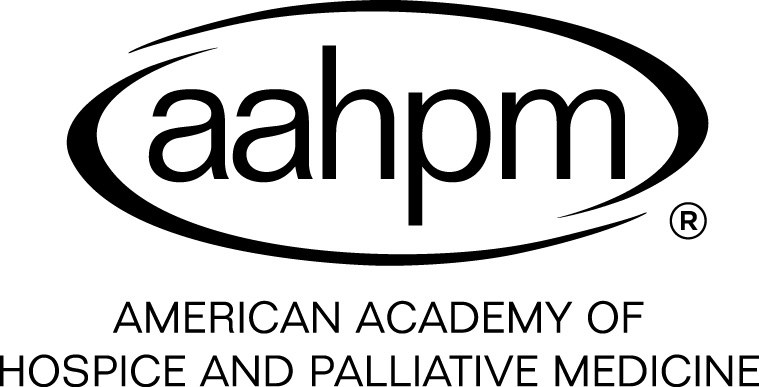 aahpm
®
AMERICAN ACADEMY OF
HOSPICE AND PALLIATIVE MEDICINE